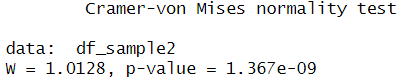 Cramer-von Mises normality test
data:  df_sample2
W = 1.0128, p-value = 1.367e-09